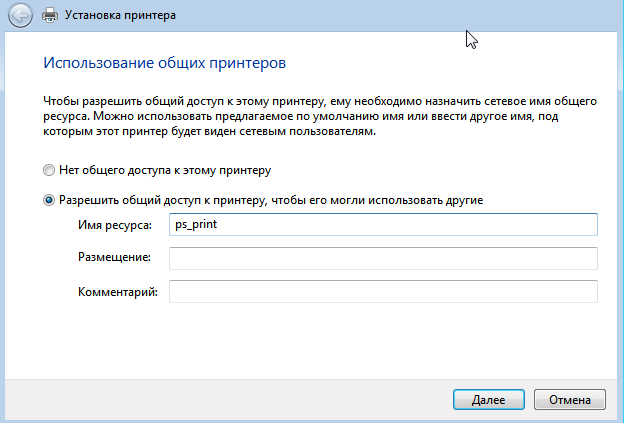 Установка принтера
Использование общих принтеров
Чтобы разрешить общий доступ к этому принтеру, ему необходимо назначить сетевое имя общего
ресурса. Можно использовать предлагаемое по умолчанию имя или ввести другое имя, под
которым этот принтер будет виден сетевым пользователям.
Нет общего доступа к этому принтеру
Разрешить общий доступ к принтеру, чтобы его могли использовать другие
Имя ресурса: ps_print
Размещение:
Комментарий:
Далее Отмена